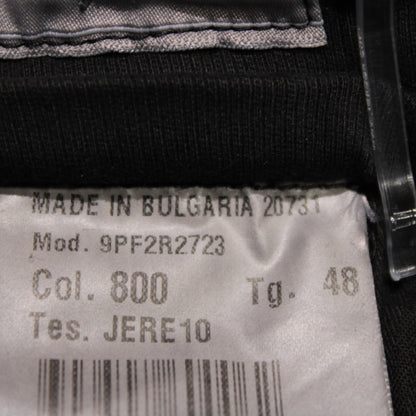 MADE IN BULGARIA 20731
Mod. 9PF2R2723
Col. 800 Tg. 48
Tes. JERE10